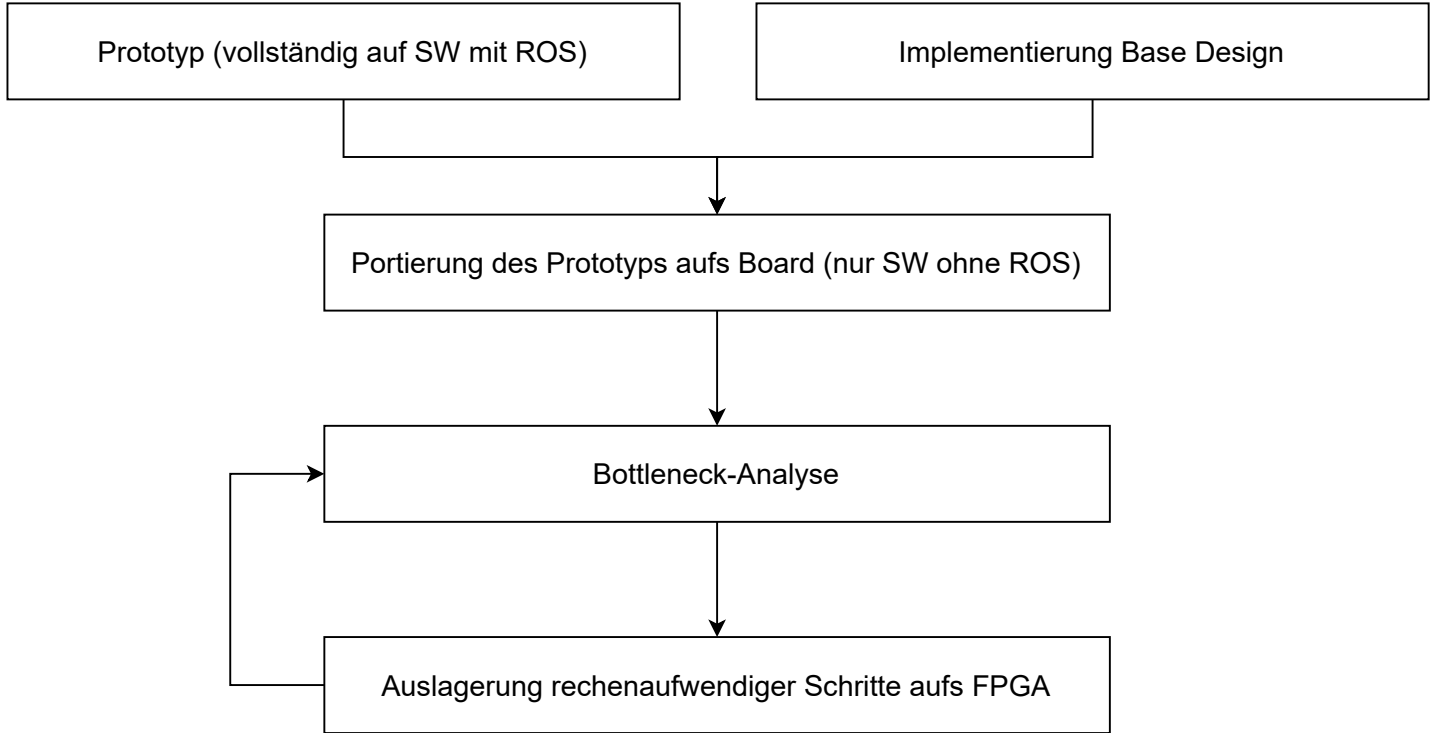 Prototyp (vollständig auf SW mit ROS)
Implementierung Base Design
Portierung des Prototyps aufs Board (nur SW ohne ROS)
Bottleneck-Analyse
Auslagerung rechenaufwendiger Schritte aufs FPGA